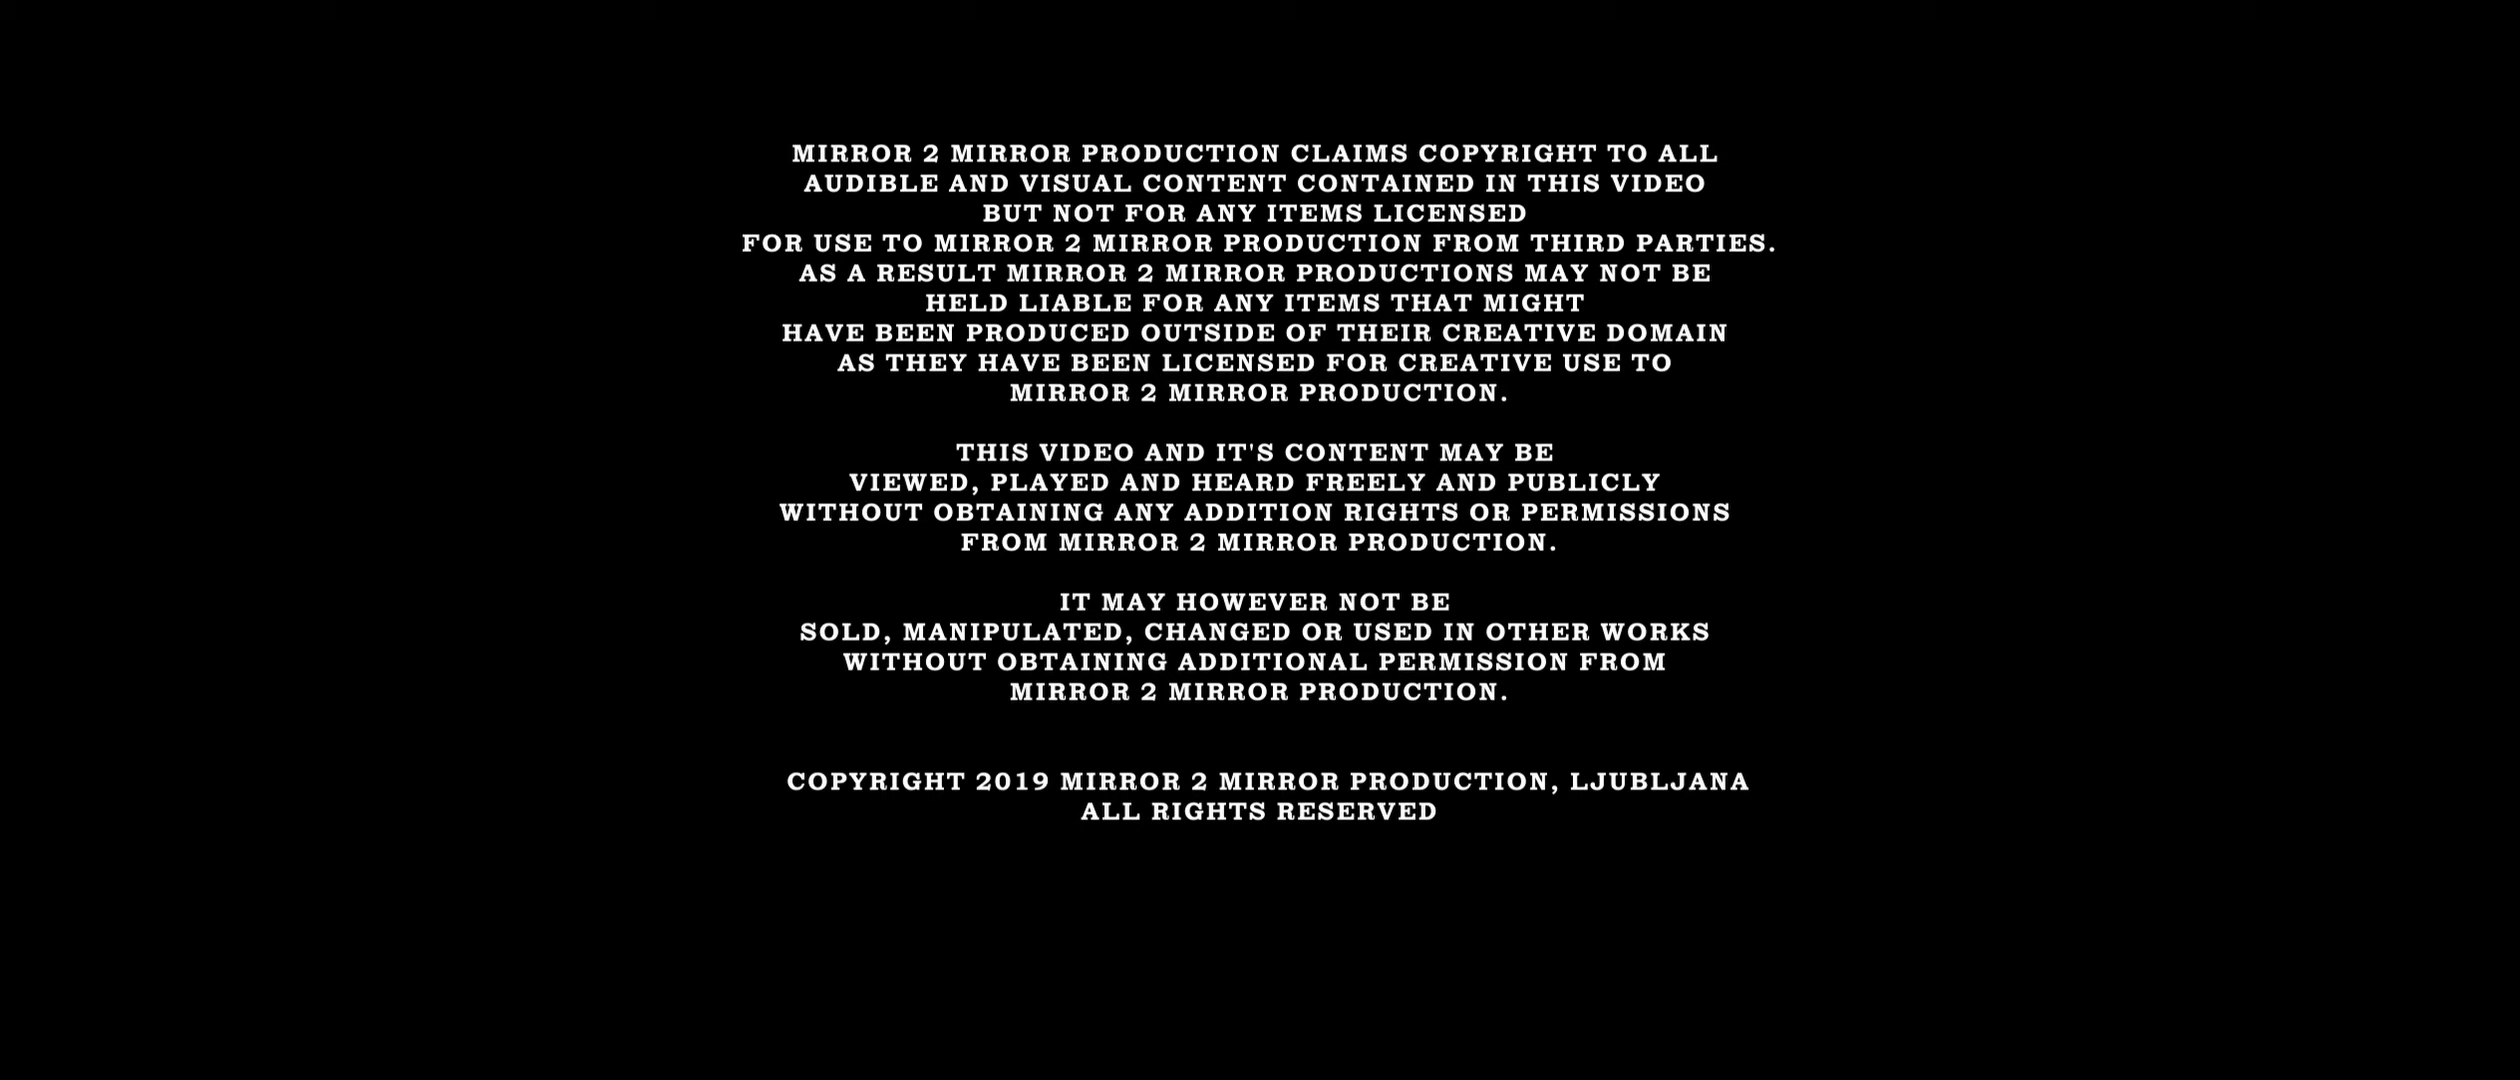 MIRROR 2 MIRROR PRODUCTION CLAIMS COPYRIGHT TO ALL
AUDIBLE AND VISUAL CONTENT CONTAINED IN THIS VIDEO
BUT NOT FOR ANY ITEMS LICENSED
FOR USE TO MIRROR 2 MIRROR PRODUCTION FROM THIRD PARTIES.
AS A RESULT MIRROR 2 MIRROR PRODUCTIONS MAY NOT BE
HELD LIABLE FOR ANY ITEMS THAT MIGHT
HAVE BEEN PRODUCED OUTSIDE OF THEIR CREATIVE DOMAIN
AS THEY HAVE BEEN LICENSED FOR CREATIVE USE TO
MIRROR 2 MIRROR PRODUCTION.
THIS VIDEO AND IT'S CONTENT MAY BE
VIEWED, PLAYED AND HEARD FREELY AND PUBLICLY
WITHOUT OBTAINING ANY ADDITION RIGHTS OR PERMISSIONS
FROM MIRROR 2 MIRROR PRODUCTION.
IT MAY HOWEVER NOT BE
SOLD, MANIPULATED, CHANGED OR USED IN OTHER WORKS
WITHOUT OBTAINING ADDITIONAL PERMISSION FROM
MIRROR 2 MIRROR PRODUCTION.
COPYRIGHT 2019 MIRROR 2 MIRROR PRODUCTION, LJUBLJANA
ALL RIGHTS RESERVED